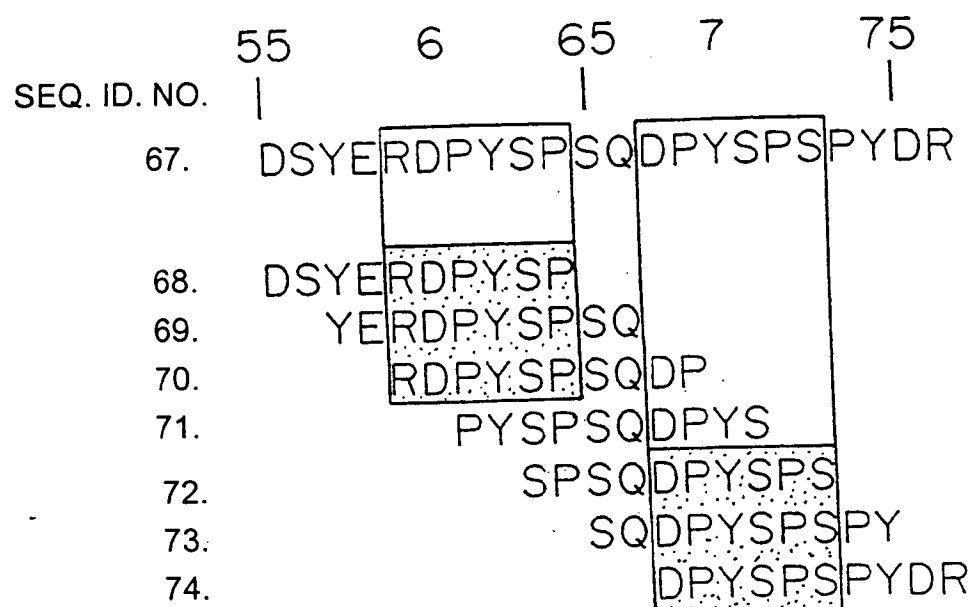 55 6 65 7 75
SEQ. ID. NO.
67. DSYERDPYSPSQDPYSPSPYDR
68. DSYERDPYSP
69. YERDPYSPSQ
70. RDPYSPSQDP
71. PYSPSQDPYS
72. SPSQDPYSPS
73. SQDPYSPSPY
74. DPYSPSPYDR